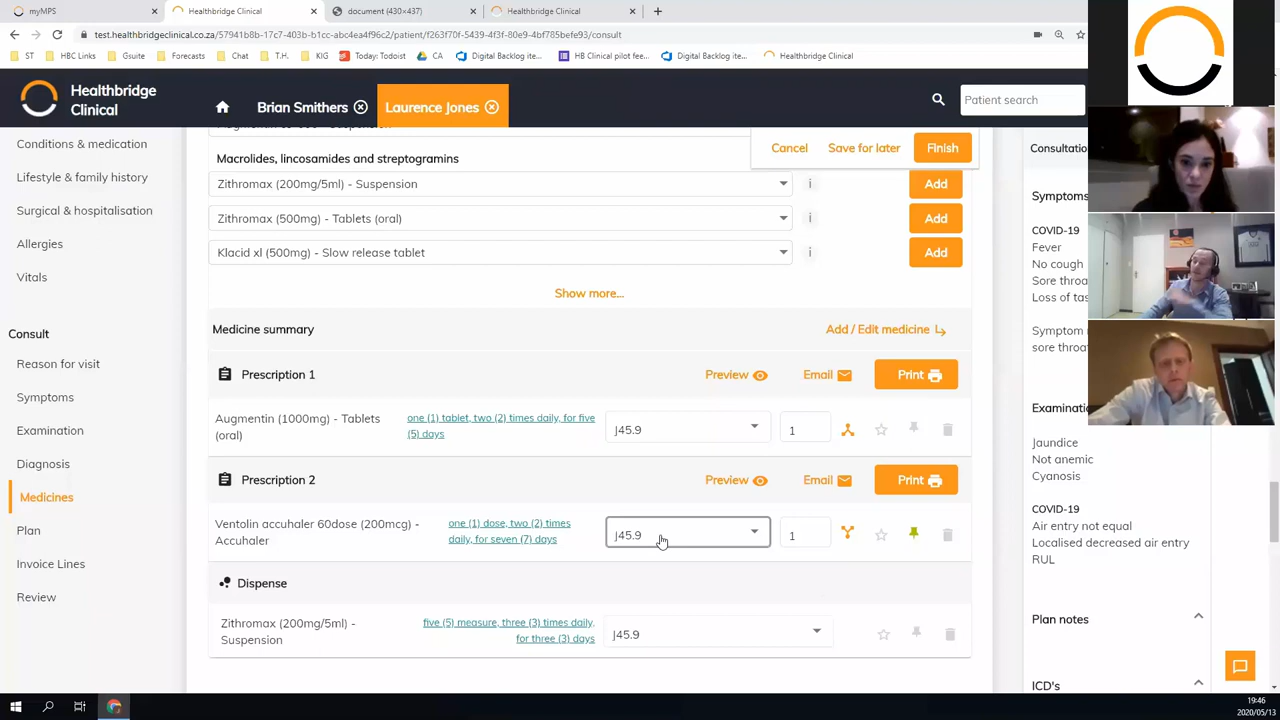 myMPS
Healthbridge Clinical
document (430×437)
Healthbridge Clinical
test.healthbridgeclinical.co.za/57941b8b-17c7-403b-b1cc-abc4ea4f96c2/patient/f263f70f-5439-4f3f-80e9-4bf785befe93/consult
ST
HBC Links
Gsuite
Forecasts
Chat
T.H.
KIG
Today: Todoist
CA
Digital Backlog ite...
HB Clinical pilot fee...
Digital Backlog ite...
Healthbridge Clinical
Healthbridge
Clinical
Brian Smithers
Laurence Jones
Patient search
Cancel
Save for later
Finish
Conditions & medication
Lifestyle & family history
Surgical & hospitalisation
Allergies
Vitals
Consult
Reason for visit
Symptoms
Examination
Diagnosis
Medicines
Plan
Invoice Lines
Review
Macrolides, lincosamides and streptogramins
Zithromax (200mg/5ml) - Suspension
i
Add
Zithromax (500mg) - Tablets (oral)
i
Add
Klacid xl (500mg) - Slow release tablet
i
Add
Show more...
Medicine summary
Add / Edit medicine
Prescription 1
Preview
Email
Print
Augmentin (1000mg) - Tablets
(oral)
one (1) tablet, two (2) times daily, for five
(5) days
J45.9
1
Prescription 2
Preview
Email
Print
Ventolin accuhaler 60dose (200mcg) -
Accuhaler
one (1) dose, two (2) times
daily, for seven (7) days
J45.9
1
Dispense
Zithromax (200mg/5ml) -
Suspension
five (5) measure, three (3) times daily,
for three (3) days
J45.9
Consultation
Symptoms
COVID-19
Fever
No cough
Sore throa
Loss of tas
Symptom
sore throa
Examinatio
Jaundice
Not anemic
Cyanosis
COVID-19
Air entry not equal
Localised decreased air entry
RUL
Plan notes
ICD's
19:46
2020/05/13